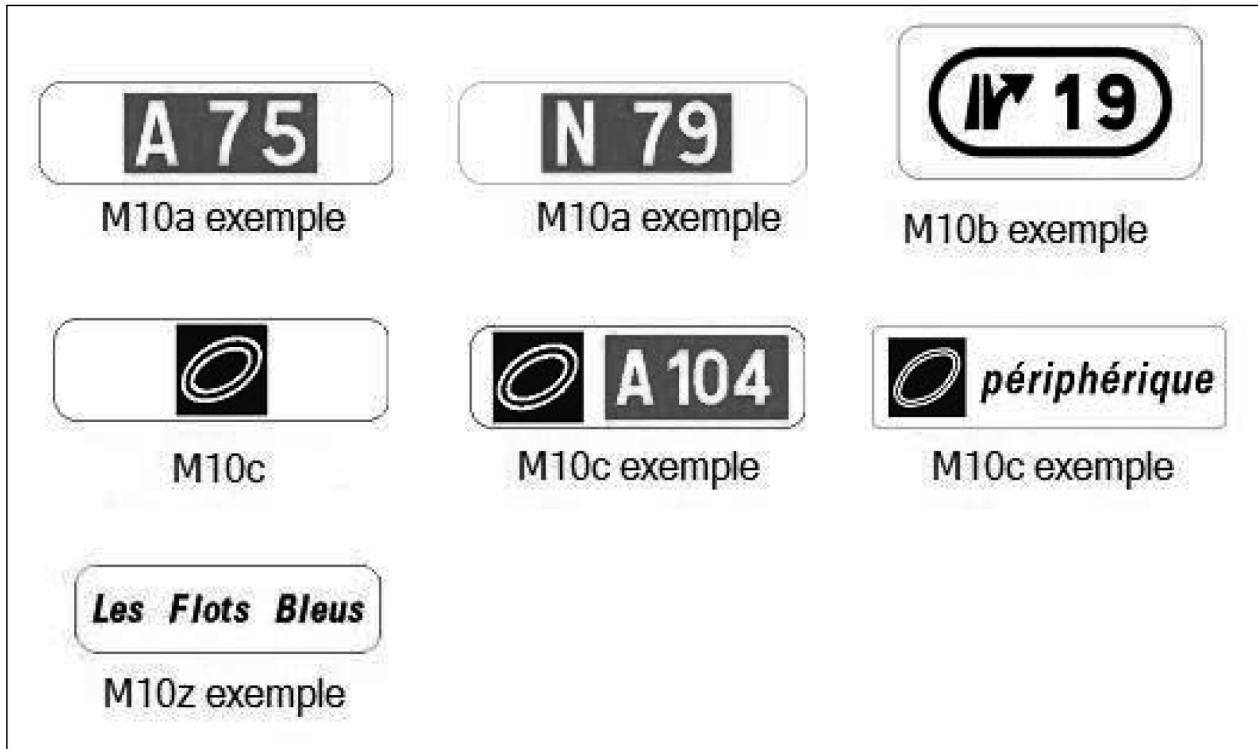 A 75
N 79
19
M10a exemple
M10a exemple
M10b exemple
A 104
périphérique
M10c
M10c exemple
M10c exemple
Les Flots Bleus
M10z exemple